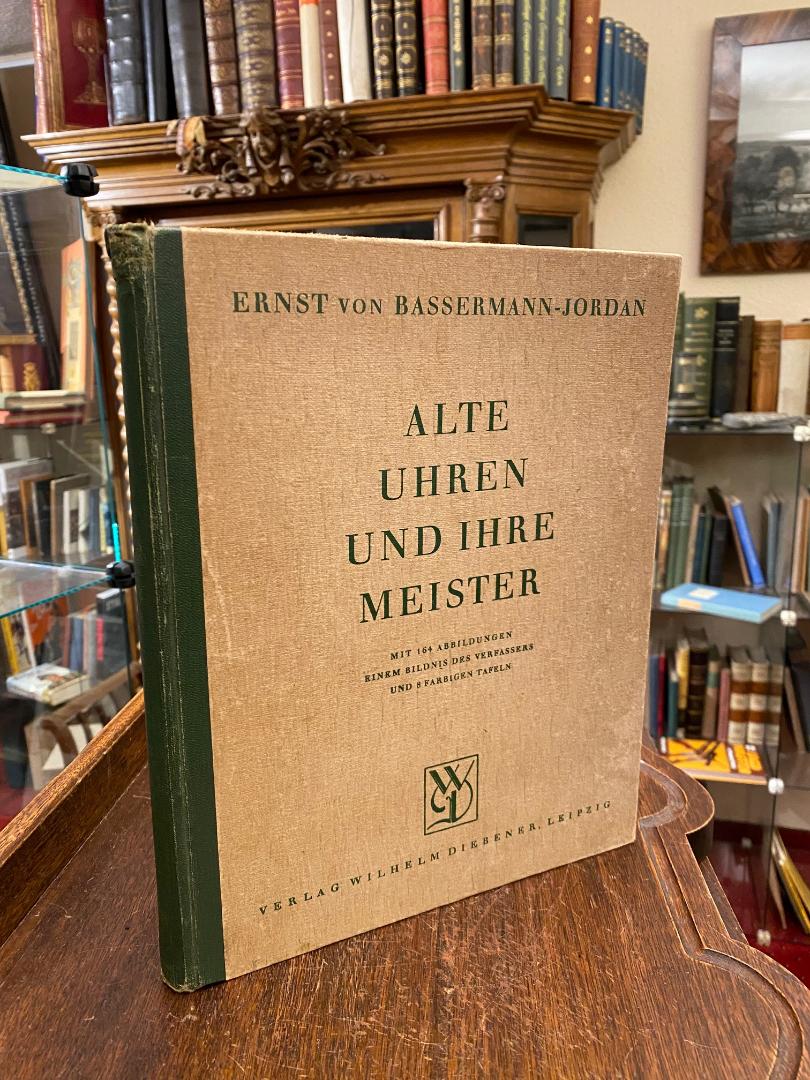 ERNST VON BASSERMANN-JORDAN
ALTE
UHREN
UND IHRE
MEISTER
MIT 164 ABBILDUNGEN
EINEM BILDNIS DES VERFASSERS
UND 8 FARBIGEN TAFELN
WD
VERLAG WILHELM DIEBENER, LEIPZIG